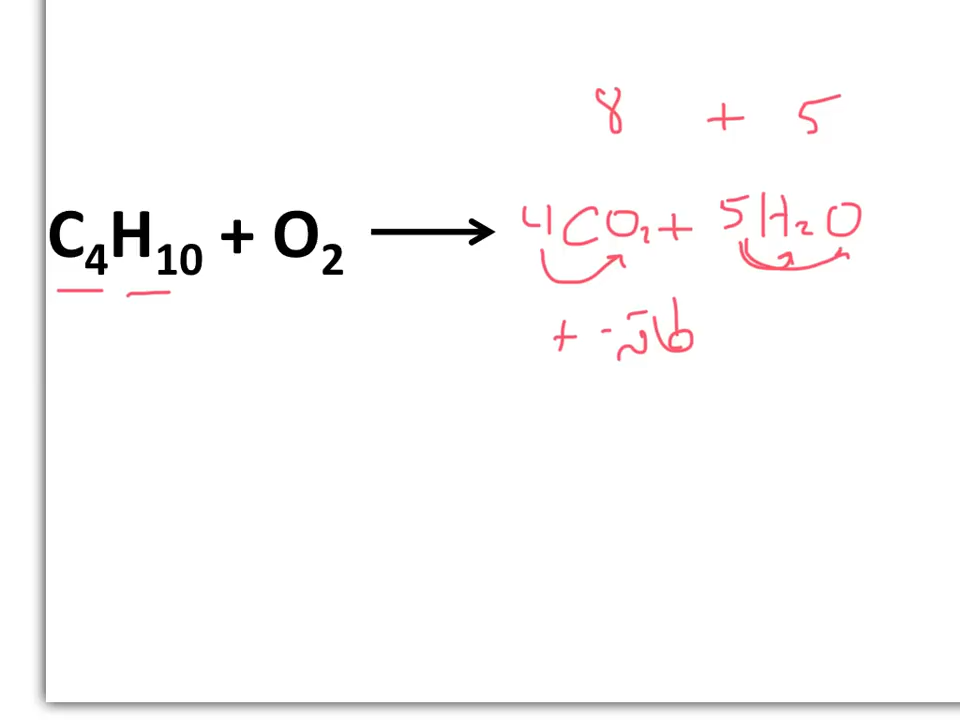 8 + 5
C₄H₁₀ + O₂ ⟶ 4CO₂ + 5H₂O
+